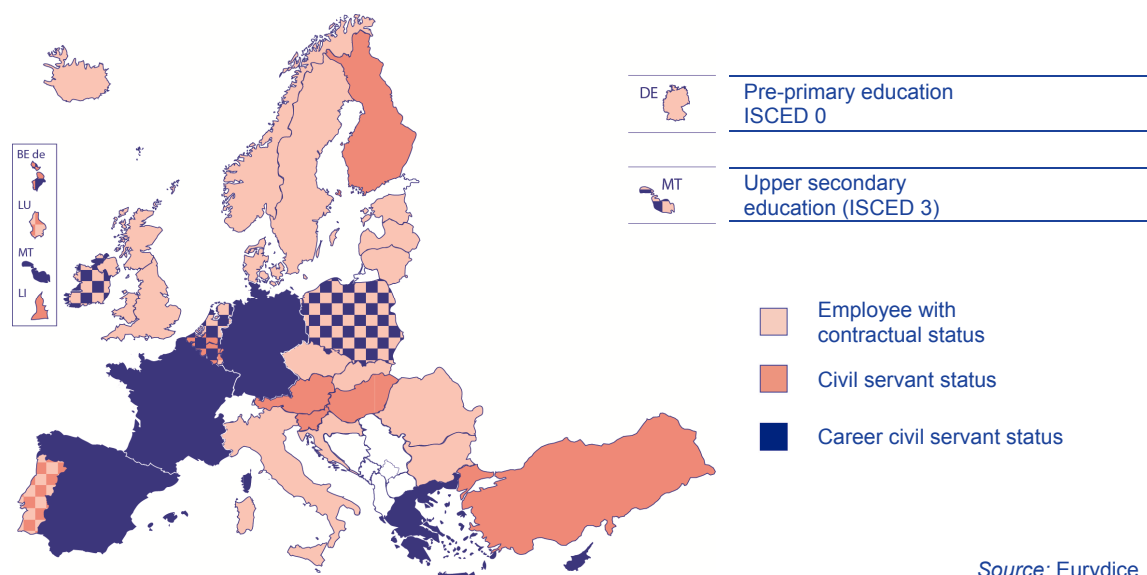 BE de
LU
MT
LI
DE
Pre-primary education
ISCED 0
MT
Upper secondary
education (ISCED 3)
Employee with
contractual status
Civil servant status
Career civil servant status
Source: Eurydice